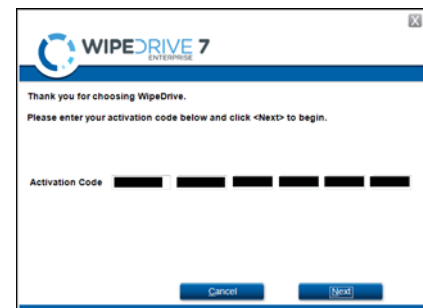 WIPEDRIVE 7
ENTERPRISE
Thank you for choosing WipeDrive.
Please enter your activation code below and click <Next> to begin.
Activation Code
Cancel Next